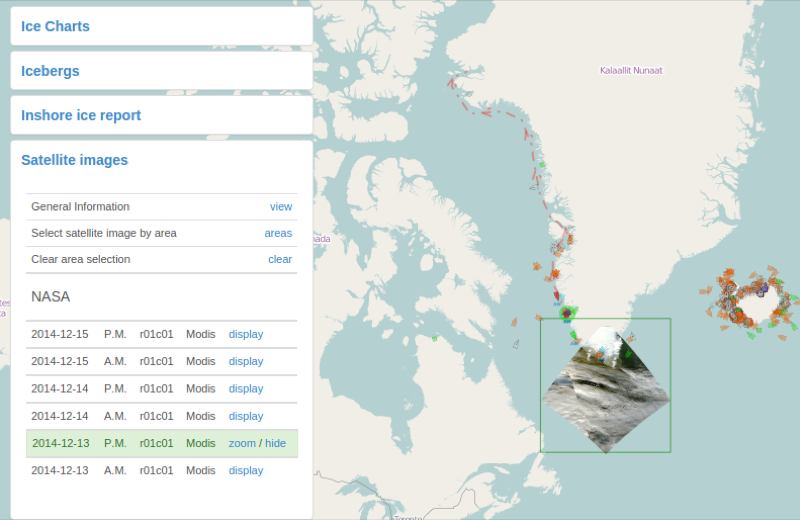 Ice Charts
Icebergs
Inshore ice report
Satellite images
General Information view
Select satellite image by area areas
Clear area selection clear
NASA
2014-12-15 P.M. r01c01 Modis display
2014-12-15 A.M. r01c01 Modis display
2014-12-14 P.M. r01c01 Modis display
2014-12-14 A.M. r01c01 Modis display
2014-12-13 P.M. r01c01 Modis zoom / hide
2014-12-13 A.M. r01c01 Modis display
Kalaallit Nunaat
nada
tes
ta
Toronto